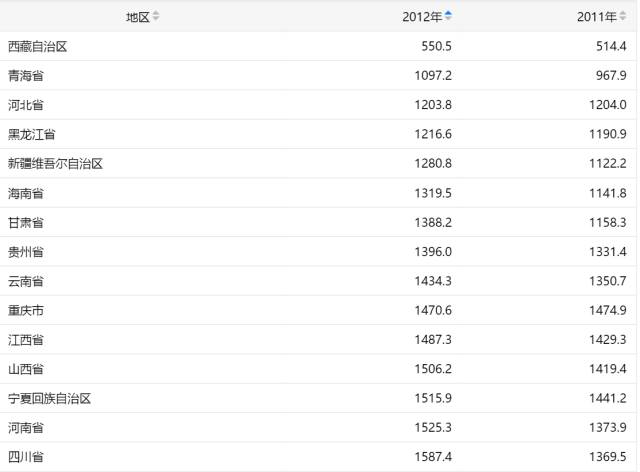 地区 2012年 2011年
西藏自治区 550.5 514.4
青海省 1097.2 967.9
河北省 1203.8 1204.0
黑龙江省 1216.6 1190.9
新疆维吾尔自治区 1280.8 1122.2
海南省 1319.5 1141.8
甘肃省 1388.2 1158.3
贵州省 1396.0 1331.4
云南省 1434.3 1350.7
重庆市 1470.6 1474.9
江西省 1487.3 1429.3
山西省 1506.2 1419.4
宁夏回族自治区 1515.9 1441.2
河南省 1525.3 1373.9
四川省 1587.4 1369.5